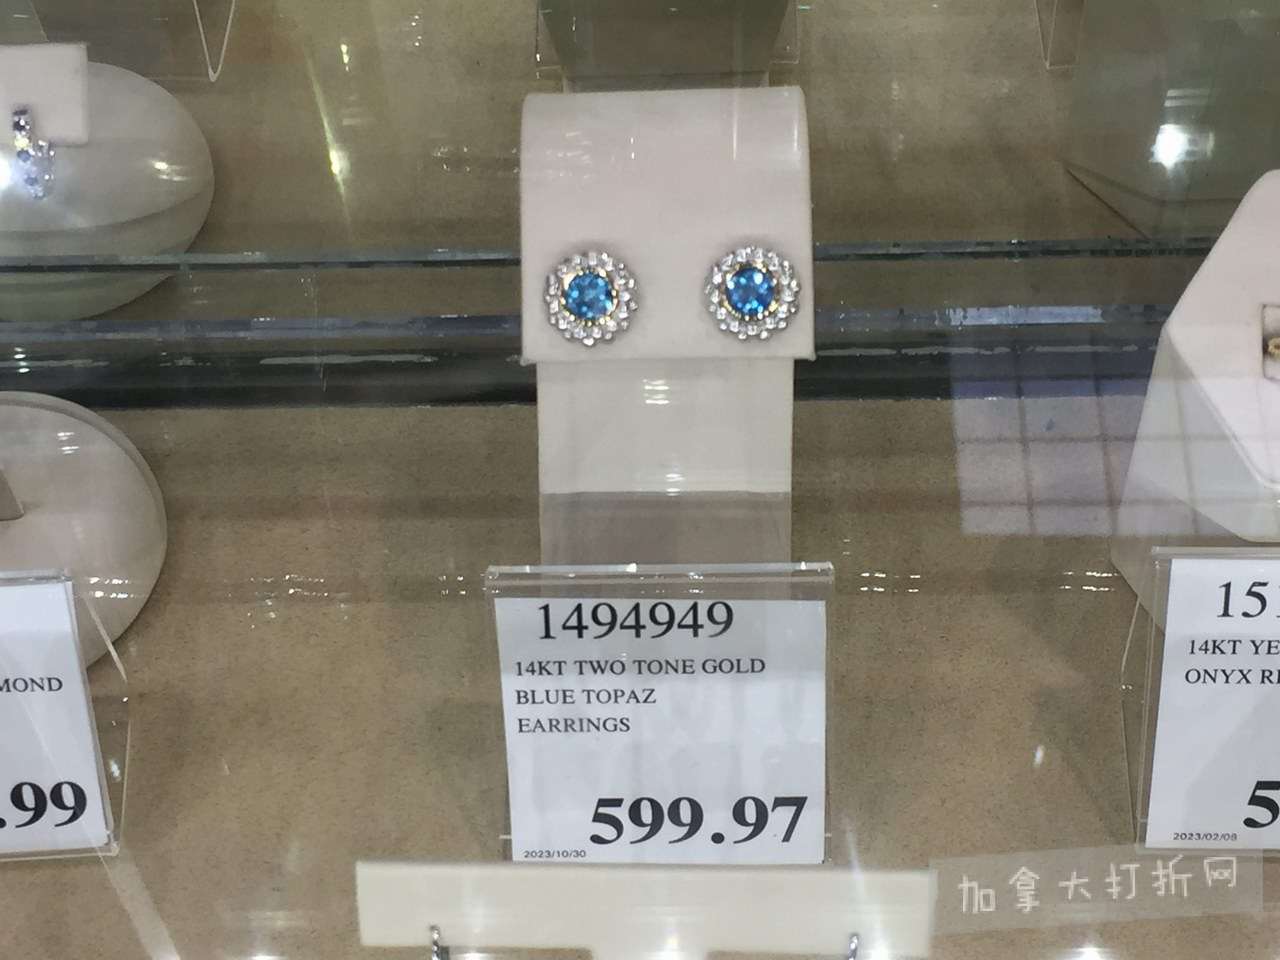 1494949
14KT TWO TONE GOLD
BLUE TOPAZ
EARRINGS
599.97
2023/10/30
MOND
.99
15
14KT YE
ONYX
5
2023/02/08
加拿大打折网